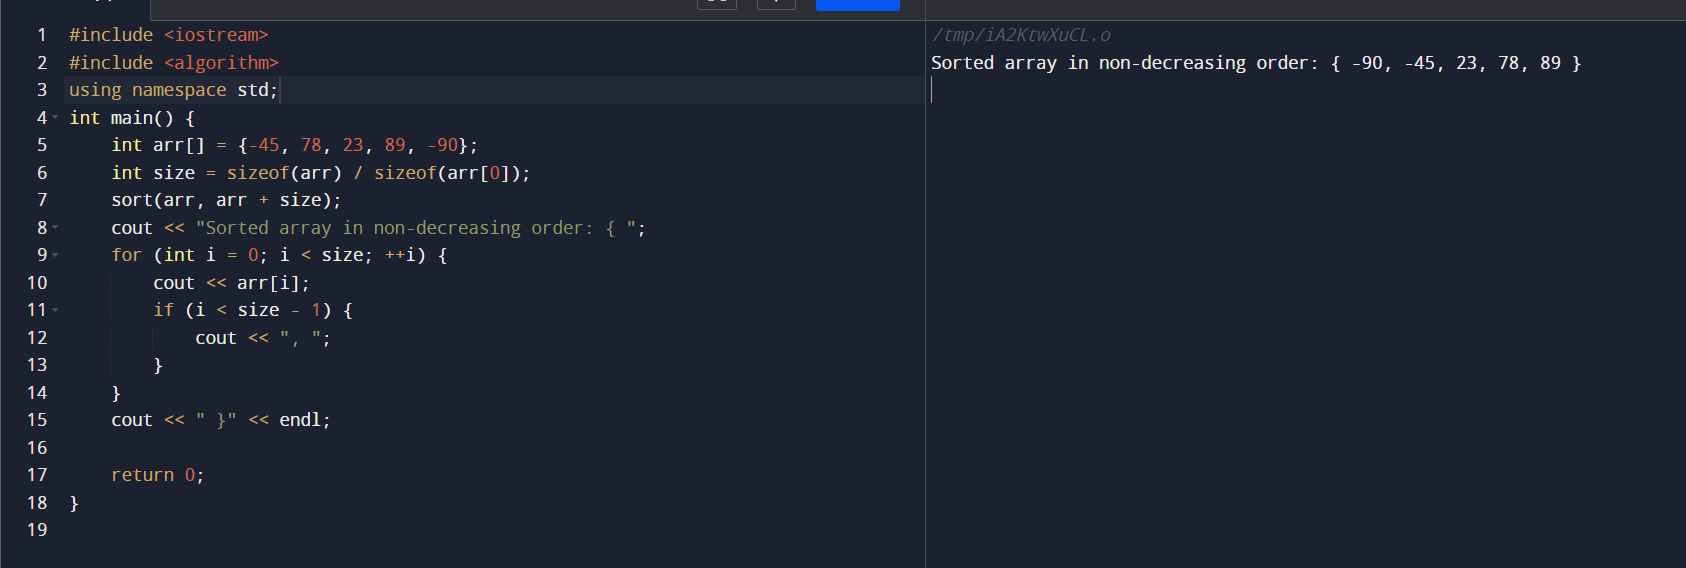 1 #include <iostream>
2 #include <algorithm>
3 using namespace std;
4 int main() {
5     int arr[] = {-45, 78, 23, 89, -90};
6     int size = sizeof(arr) / sizeof(arr[0]);
7     sort(arr, arr + size);
8     cout << "Sorted array in non-decreasing order: { ";
9     for (int i = 0; i < size; ++i) {
10         cout << arr[i];
11         if (i < size - 1) {
12             cout << ", ";
13         }
14     }
15     cout << " }" << endl;
16
17     return 0;
18 }
19
/tmp/iA2KtwXuCL.o
Sorted array in non-decreasing order: { -90, -45, 23, 78, 89 }